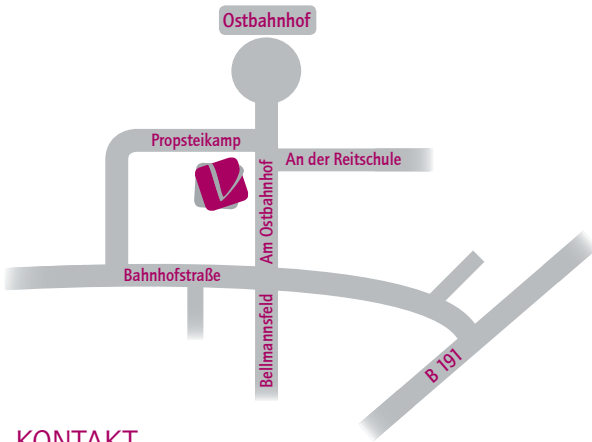 Ostbahnhof
Propsteikamp
An der Reitschule
Am Ostbahnhof
Bahnhofstraße
Bellmannsfeld
B 191
KONTAKT